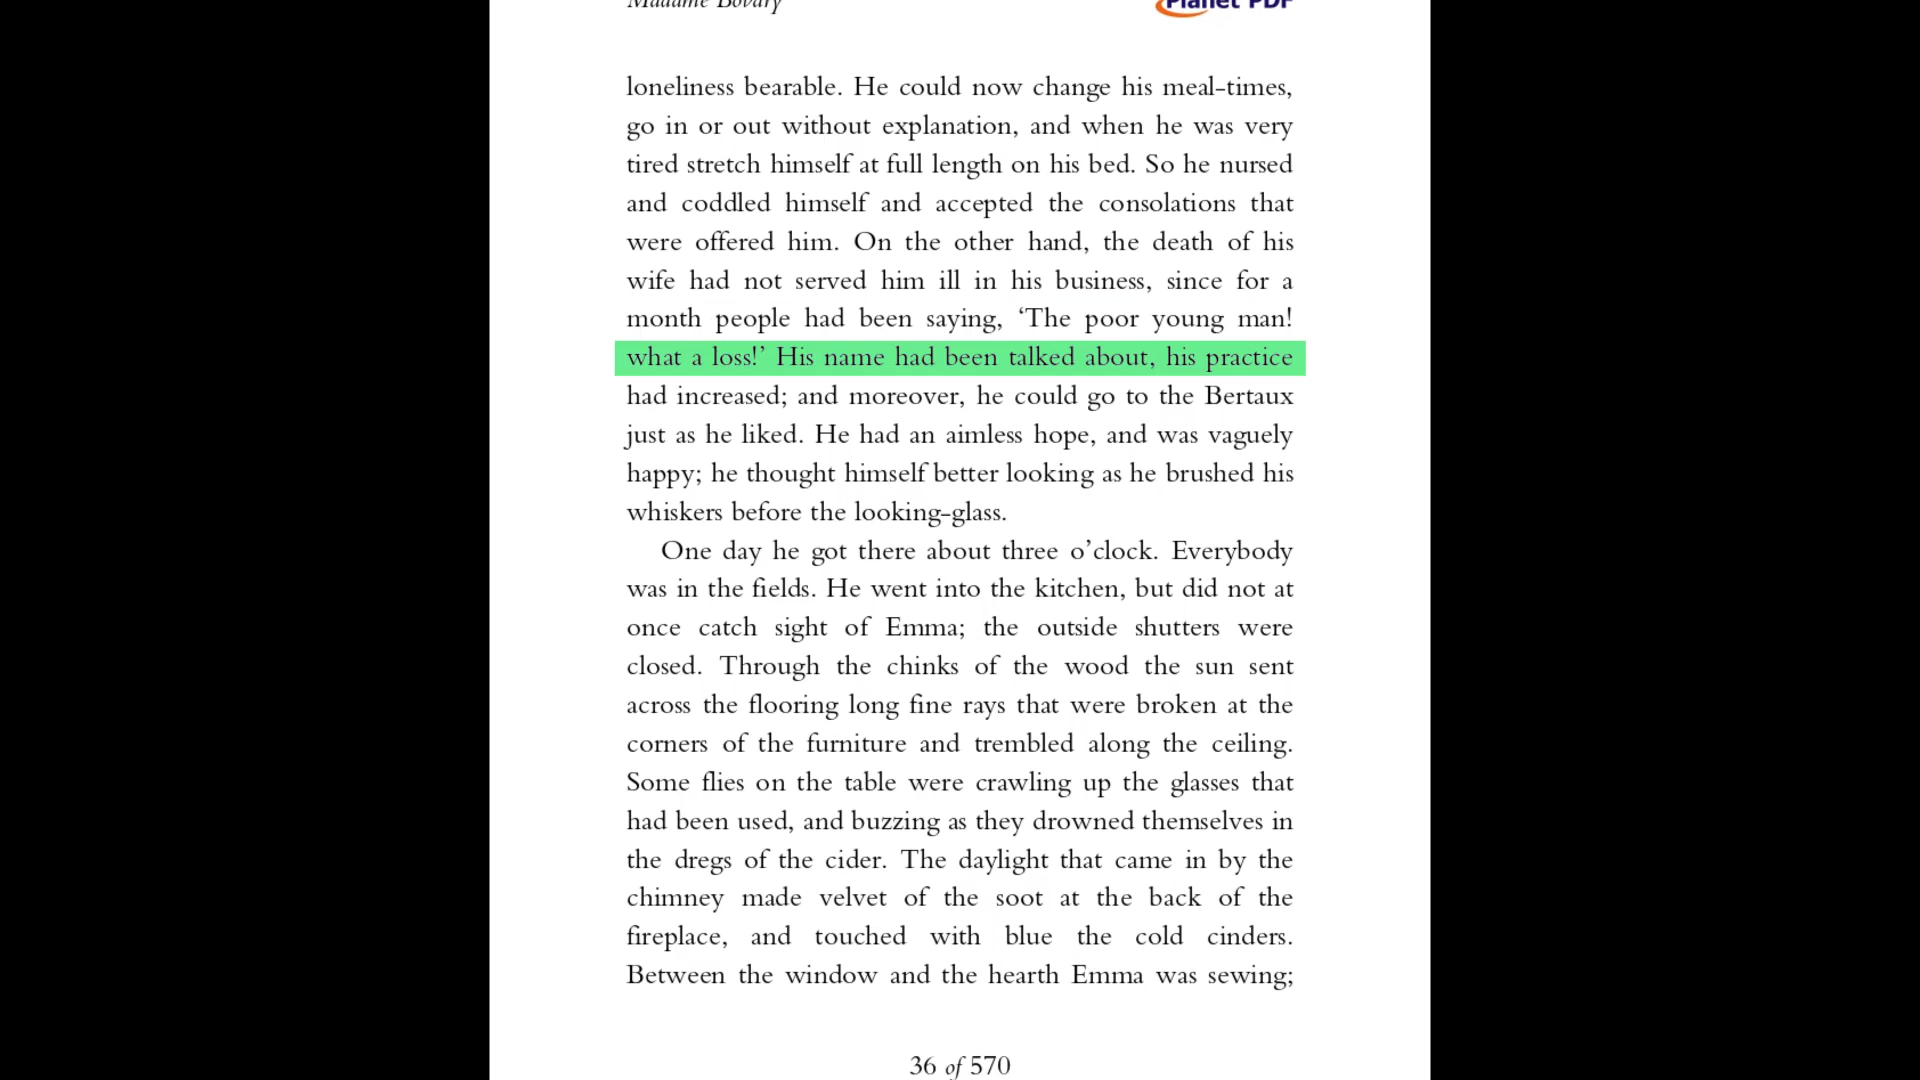 Madame Bovary
Planet PDF
loneliness bearable. He could now change his meal-times,
go in or out without explanation, and when he was very
tired stretch himself at full length on his bed. So he nursed
and coddled himself and accepted the consolations that
were offered him. On the other hand, the death of his
wife had not served him ill in his business, since for a
month people had been saying, ‘The poor young man!
what a loss!’ His name had been talked about, his practice
had increased; and moreover, he could go to the Bertaux
just as he liked. He had an aimless hope, and was vaguely
happy; he thought himself better looking as he brushed his
whiskers before the looking-glass.
One day he got there about three o’clock. Everybody
was in the fields. He went into the kitchen, but did not at
once catch sight of Emma; the outside shutters were
closed. Through the chinks of the wood the sun sent
across the flooring long fine rays that were broken at the
corners of the furniture and trembled along the ceiling.
Some flies on the table were crawling up the glasses that
had been used, and buzzing as they drowned themselves in
the dregs of the cider. The daylight that came in by the
chimney made velvet of the soot at the back of the
fireplace, and touched with blue the cold cinders.
Between the window and the hearth Emma was sewing;
36 of 570